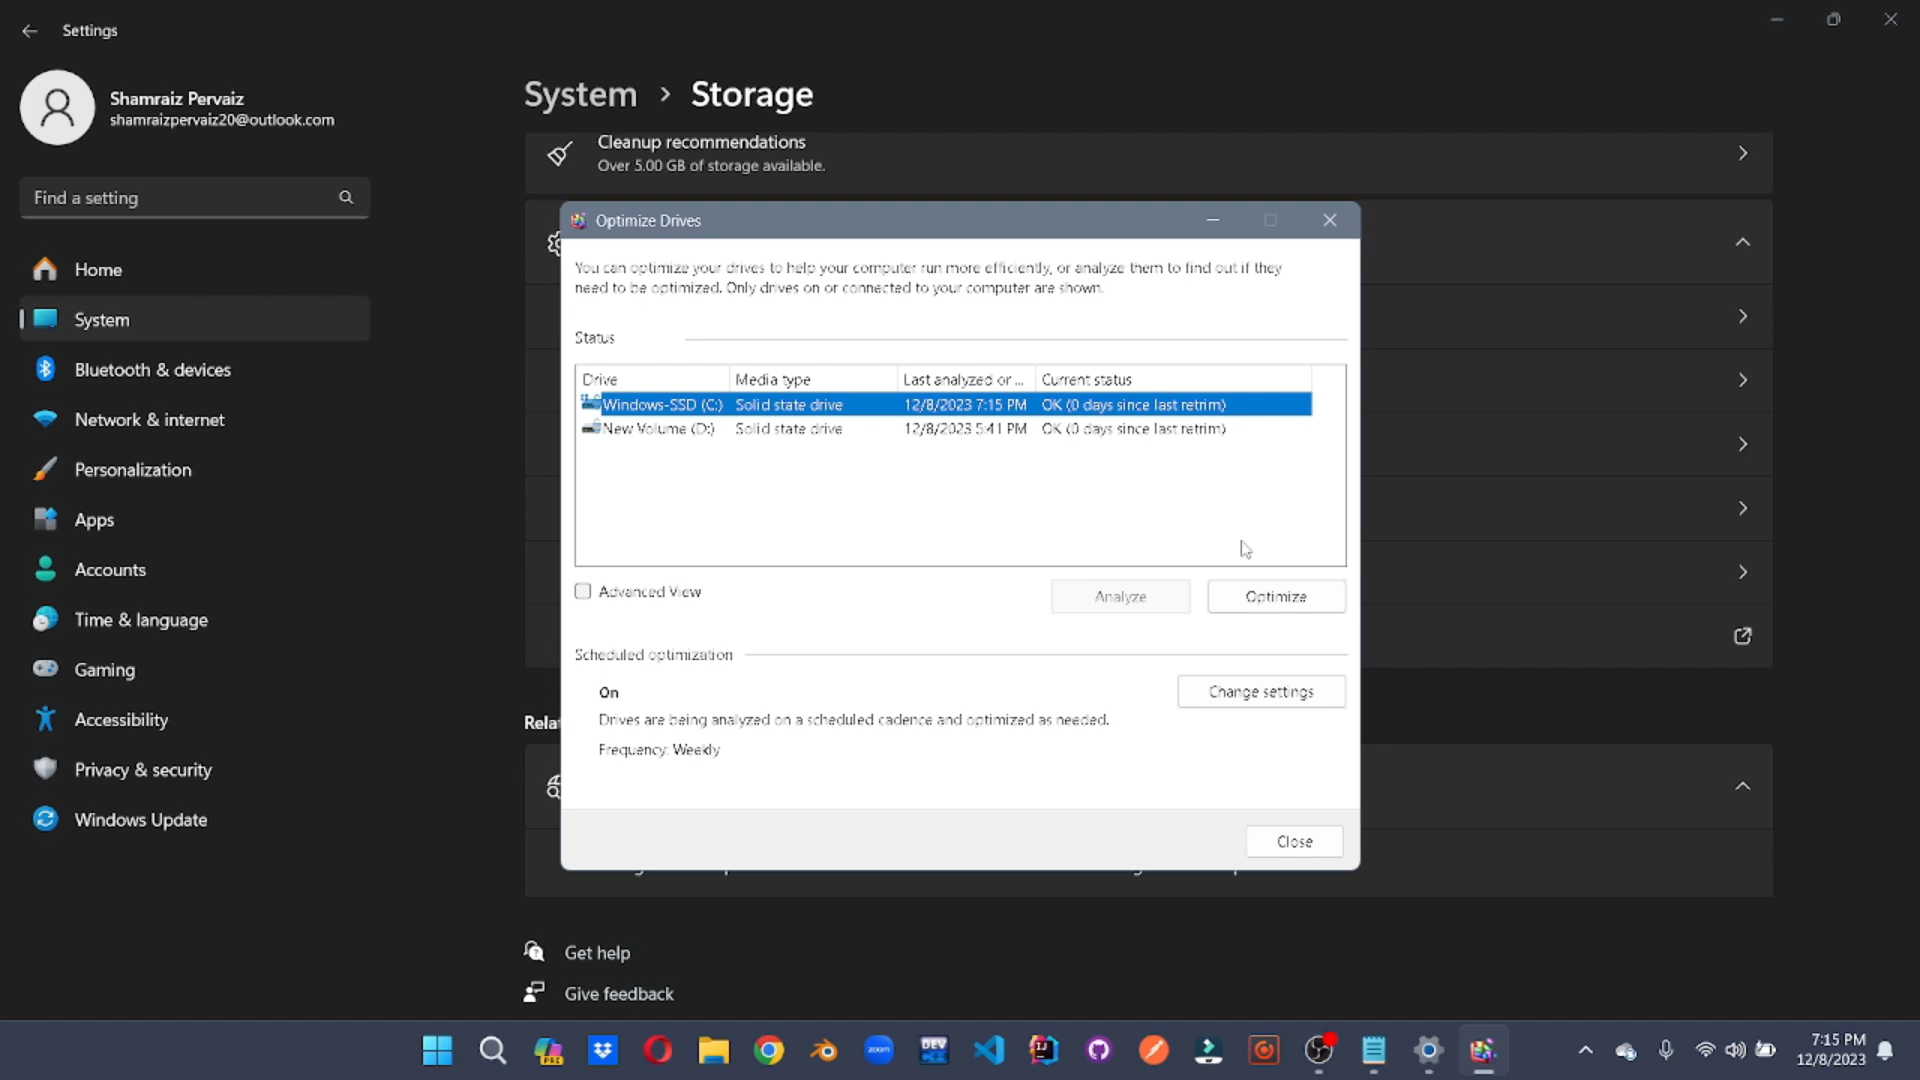 Settings
Shamraiz Pervaiz
shamraizpervaiz20@outlook.com
Find a setting
Home
System
Bluetooth & devices
Network & internet
Personalization
Apps
Accounts
Time & language
Gaming
Accessibility
Privacy & security
Windows Update
System > Storage
Cleanup recommendations
Over 5.00 GB of storage available.
Optimize Drives
You can optimize your drives to help your computer run more efficiently, or analyze them to find out if they
need to be optimized. Only drives on or connected to your computer are shown.
Status
Drive Media type Last analyzed or ... Current status
Windows-SSD (C:) Solid state drive 12/8/2023 7:15 PM OK (0 days since last retrim)
New Volume (D:) Solid state drive 12/8/2023 5:41 PM OK (0 days since last retrim)
Advanced View
Analyze Optimize
Scheduled optimization
On
Change settings
Drives are being analyzed on a scheduled cadence and optimized as needed.
Frequency: Weekly
Close
Rela
Get help
Give feedback
PRE
zoom
DEV
IJ
7:15 PM
12/8/2023